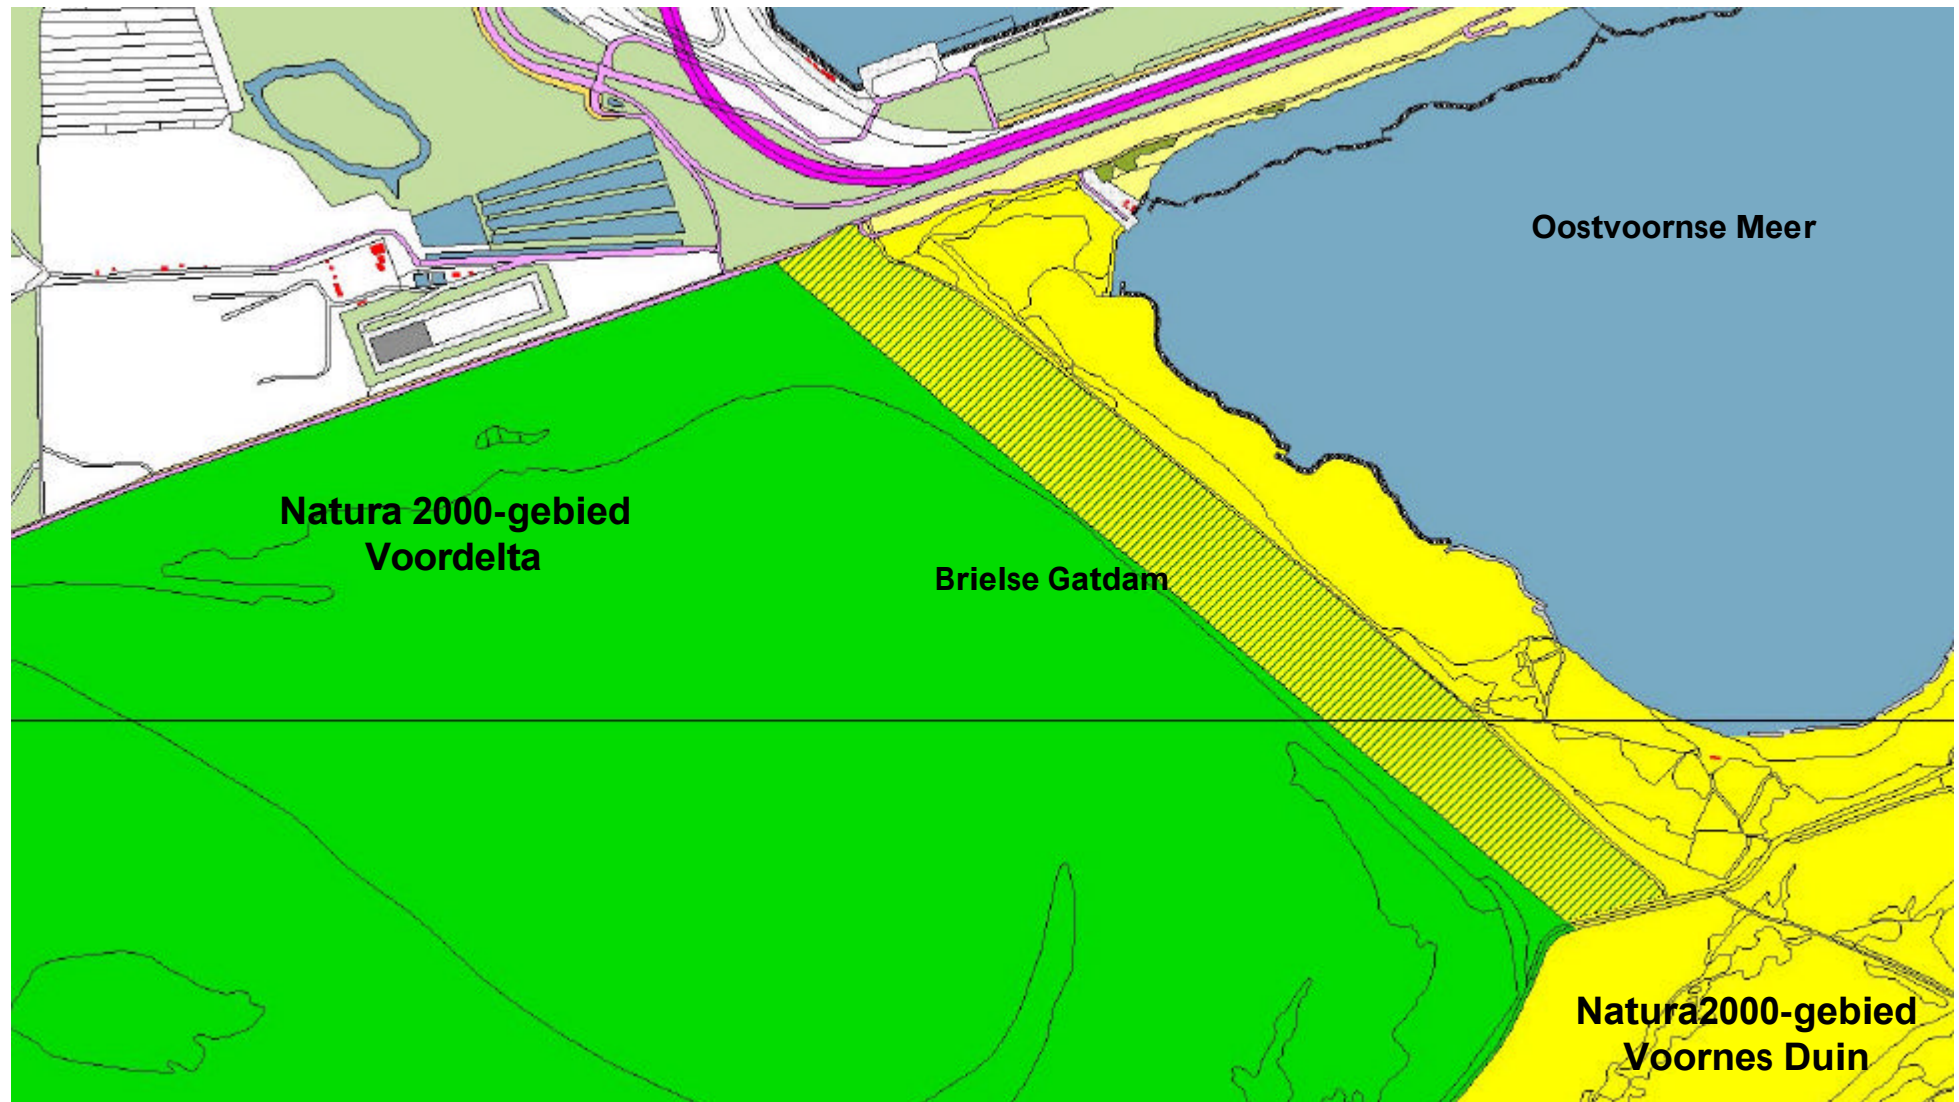 Oostvoornse Meer
Natura 2000-gebied
Voordelta
Brielse Gatdam
Natura2000-gebied
Voornes Duin